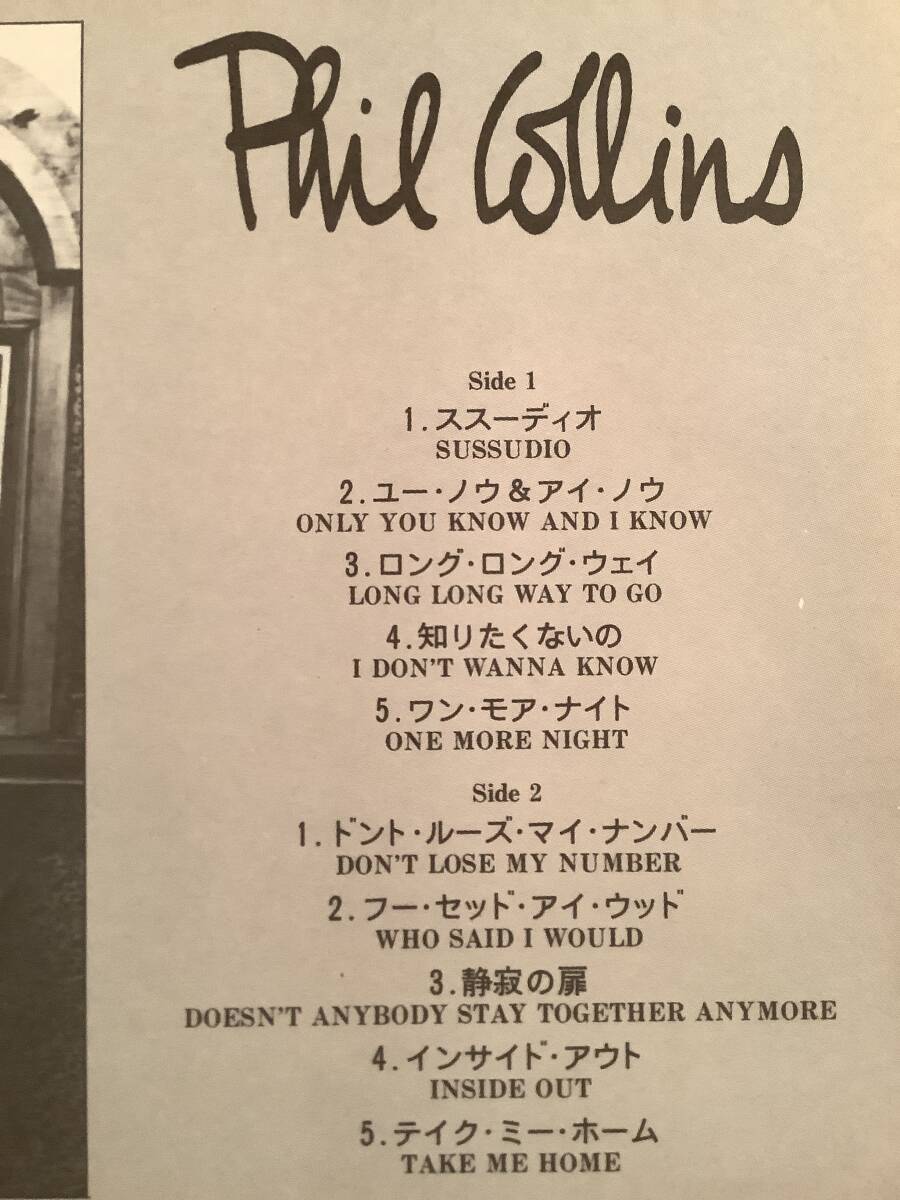 Phil Collins
Side 1
1.ススーディオ
SUSSUDIO
2.ユー・ノウ&アイ・ノウ
ONLY YOU KNOW AND I KNOW
3.ロング・ロング・ウェイ
LONG LONG WAY TO GO
4.知りたくないの
I DON'T WANNA KNOW
5.ワン・モア・ナイト
ONE MORE NIGHT
Side 2
1.ドント・ルーズ・マイ・ナンバー
DON'T LOSE MY NUMBER
2.フー・セッド・アイ・ウッド
WHO SAID I WOULD
3.静寂の扉
DOESN'T ANYBODY STAY TOGETHER ANYMORE
4.インサイド・アウト
INSIDE OUT
5.テイク・ミー・ホーム
TAKE ME HOME